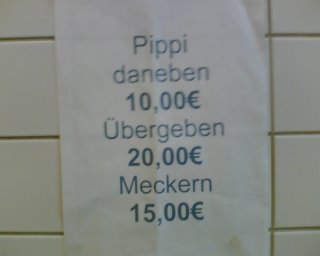 Pippi
daneben
10,00€
Übergeben
20,00€
Meckern
15,00€